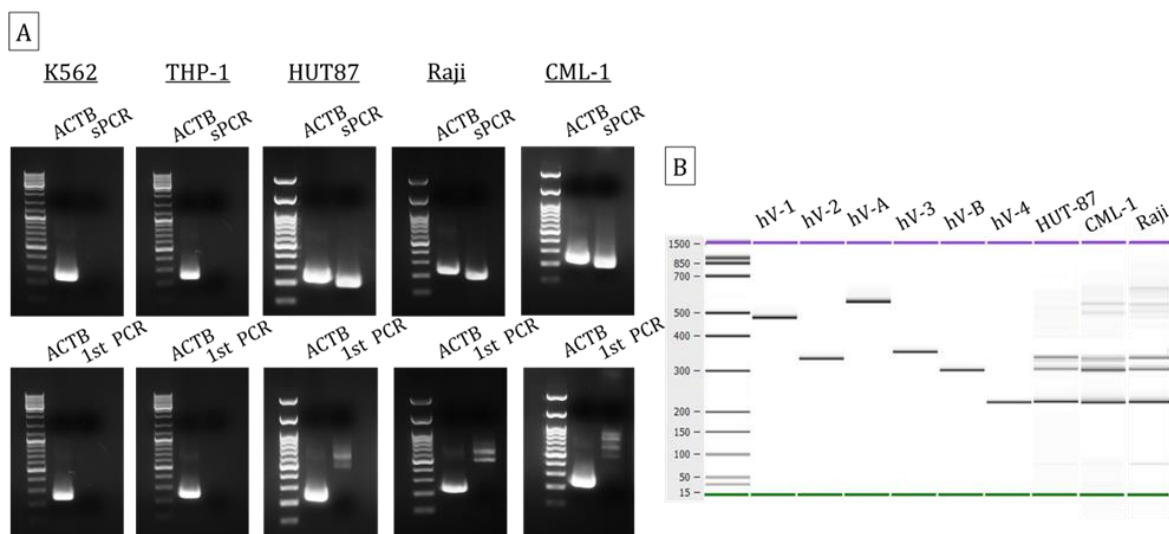 A
K562 THP-1 HUT87 Raji CML-1
ACTB sPCR ACTB sPCR ACTB sPCR ACTB sPCR ACTB sPCR
ACTB 1st PCR ACTB 1st PCR ACTB 1st PCR ACTB 1st PCR ACTB 1st PCR
B
hV-1 hV-2 hV-A hV-3 hV-B hV-4 HUT-87 CML-1 Raji
1500
850
700
500
400
300
200
150
100
50
15